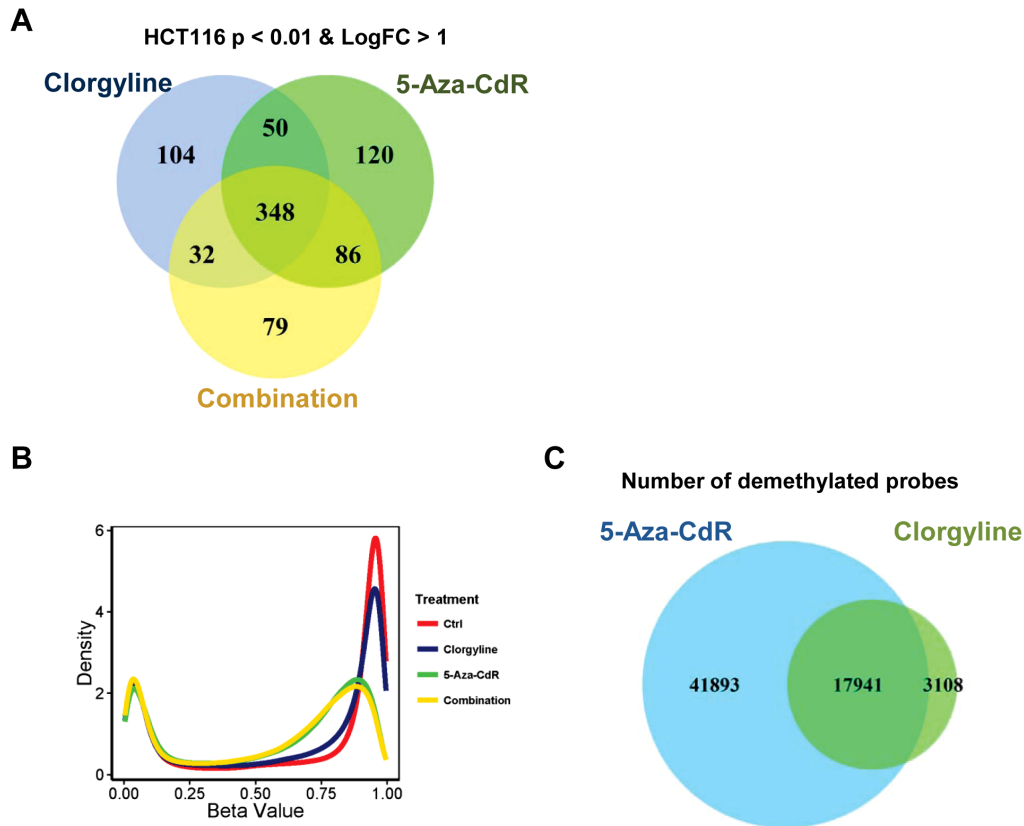 A
HCT116 p < 0.01 & LogFC > 1
Clorgyline
5-Aza-CdR
50
104
120
348
32
86
79
Combination
B
6
4
2
0
Density
0.00
0.25
0.50
0.75
1.00
Beta Value
Treatment
Ctrl
Clorgyline
5-Aza-CdR
Combination
C
Number of demethylated probes
5-Aza-CdR
Clorgyline
41893
17941
3108